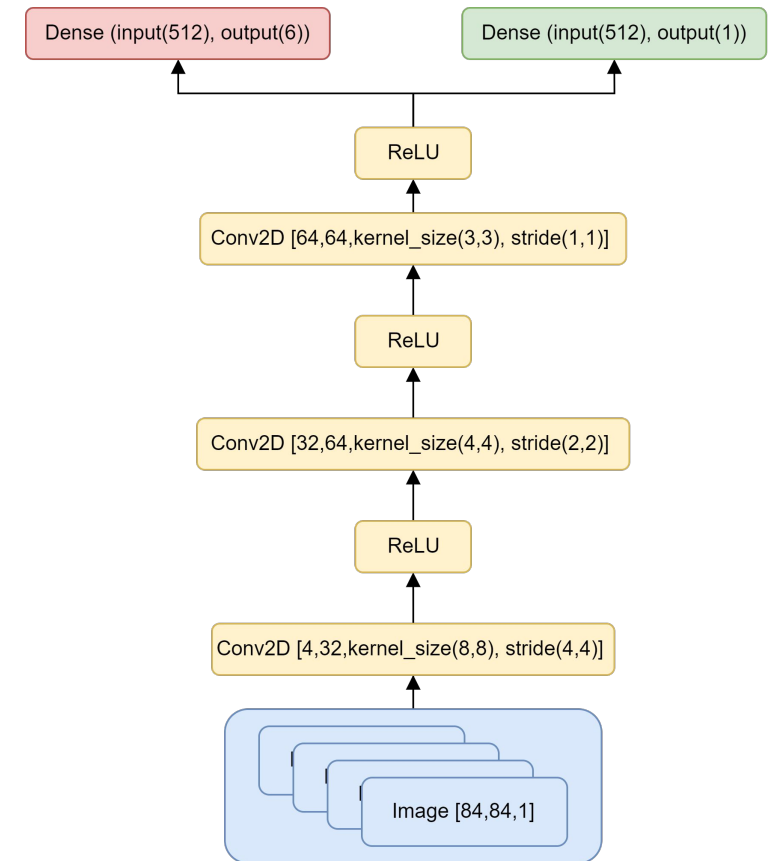 Dense (input(512), output(6))
Dense (input(512), output(1))
ReLU
Conv2D [64,64,kernel_size(3,3), stride(1,1)]
ReLU
Conv2D [32,64,kernel_size(4,4), stride(2,2)]
ReLU
Conv2D [4,32,kernel_size(8,8), stride(4,4)]
Image [84,84,1]